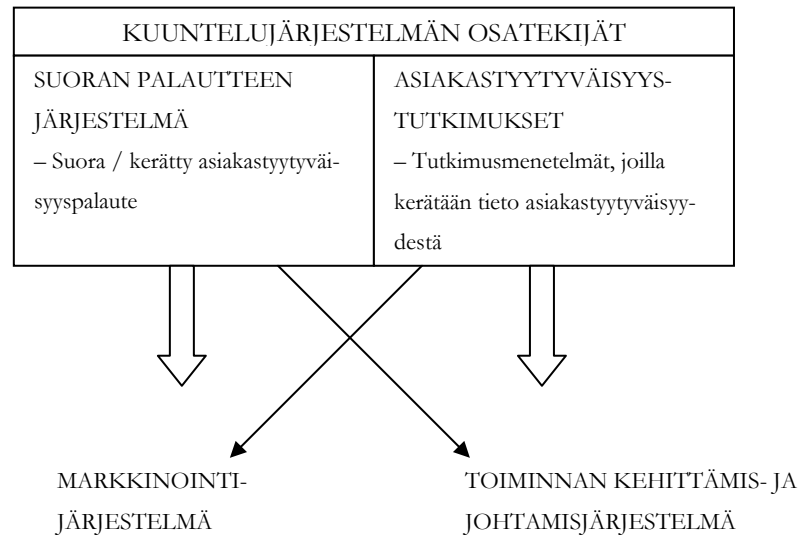 KUUNTELUJÄRJESTELMÄN OSATEKIJÄT
SUORAN PALAUTTEEN
JÄRJESTELMÄ
– Suora / kerätty asiakastyytyväi-
syyspalaute
ASIAKASTYYTYVÄISYYS-
TUTKIMUKSET
– Tutkimusmenetelmät, joilla
kerätään tieto asiakastyytyväisyy-
destä
MARKKINOINTI-
JÄRJESTELMÄ
TOIMINNAN KEHITTÄMIS- JA
JOHTAMISJÄRJESTELMÄ